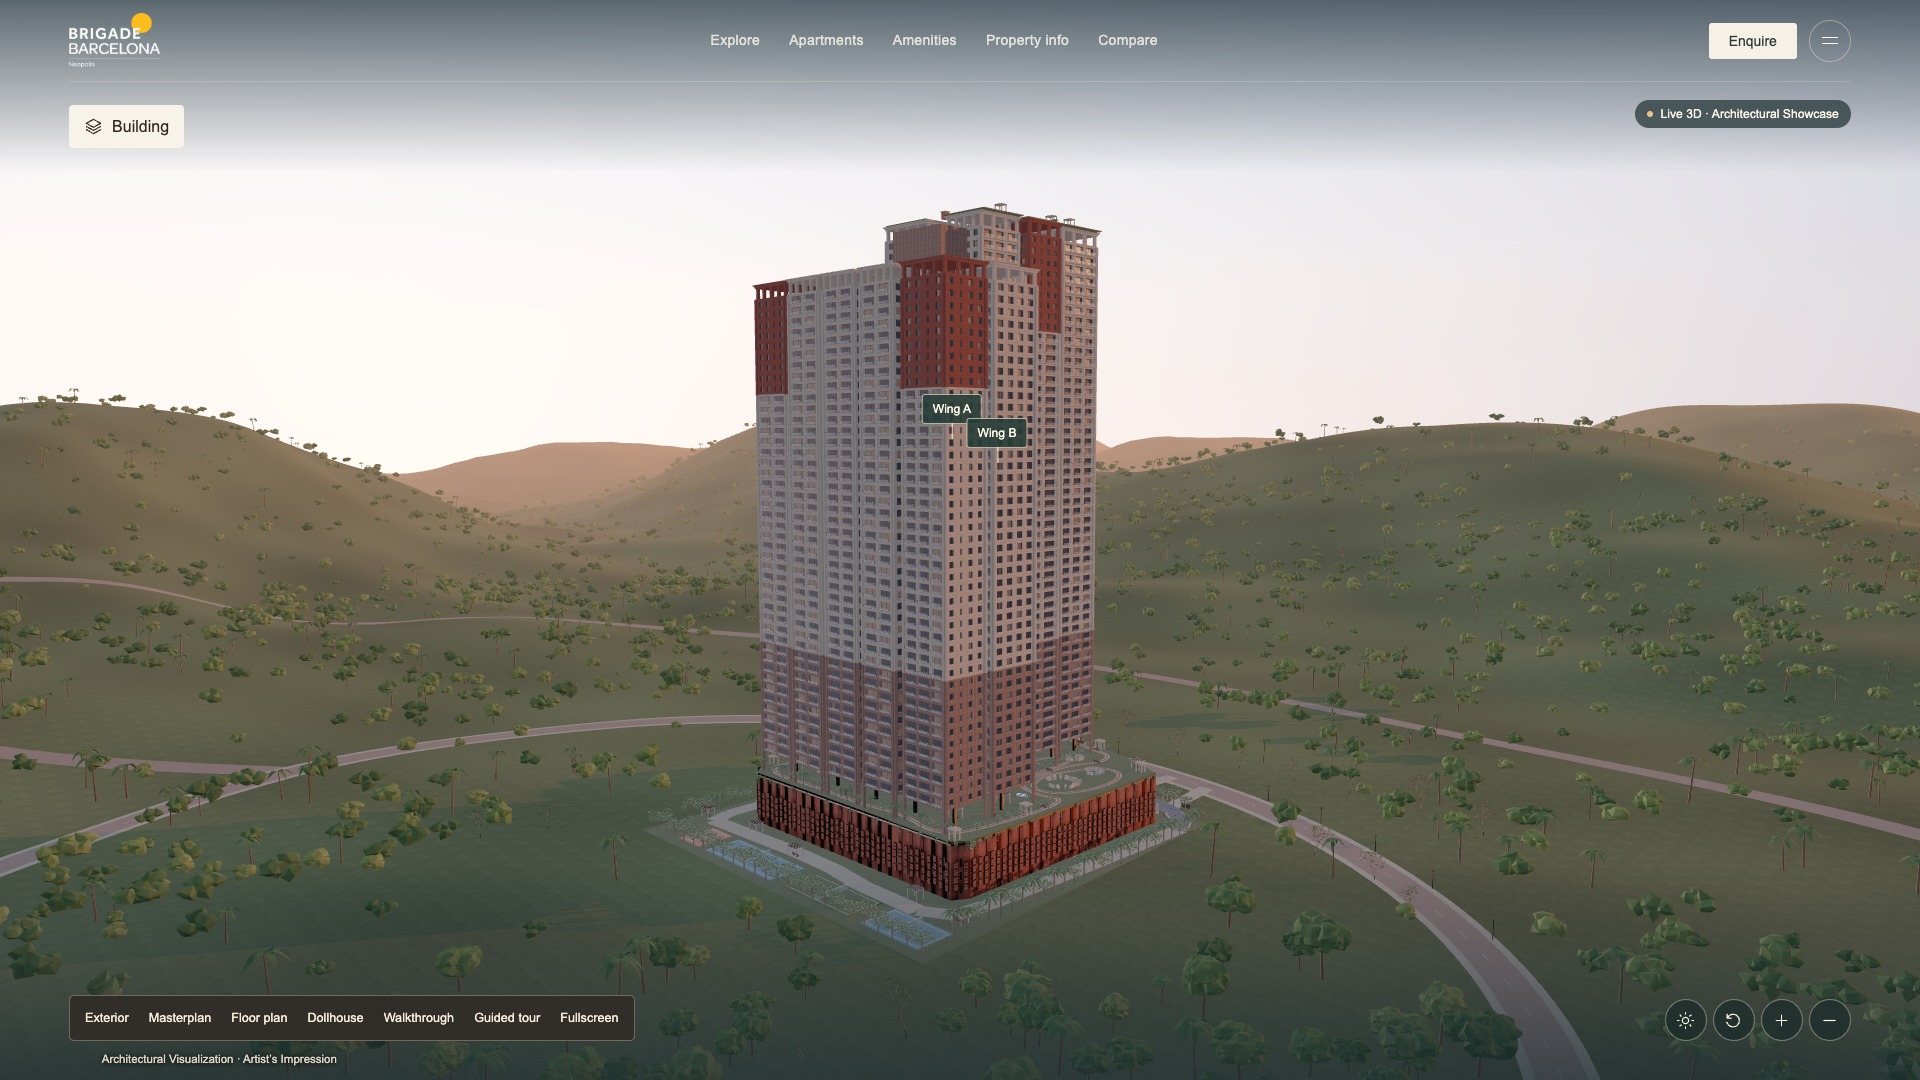 BRIGADE
BARCELONA
Neopolis
Explore
Apartments
Amenities
Property info
Compare
Enquire
Building
Live 3D · Architectural Showcase
Wing A
Wing B
Exterior
Masterplan
Floor plan
Dollhouse
Walkthrough
Guided tour
Fullscreen
Architectural Visualization · Artist's Impression